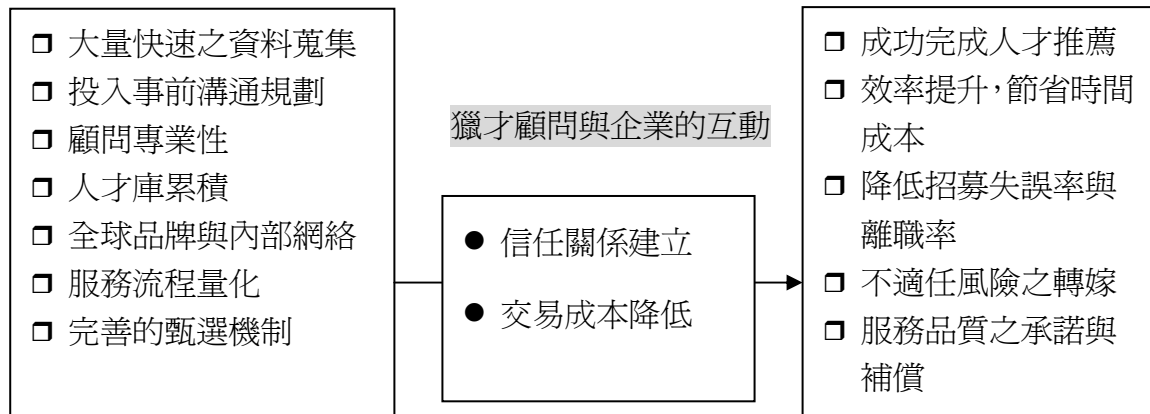 ❒ 大量快速之資料蒐集
❒ 投入事前溝通規劃
❒ 顧問專業性
❒ 人才庫累積
❒ 全球品牌與內部網絡
❒ 服務流程量化
❒ 完善的甄選機制
獵才顧問與企業的互動
● 信任關係建立
● 交易成本降低
❒ 成功完成人才推薦
❒ 效率提升，節省時間
成本
❒ 降低招募失誤率與
離職率
❒ 不適任風險之轉嫁
❒ 服務品質之承諾與
補償